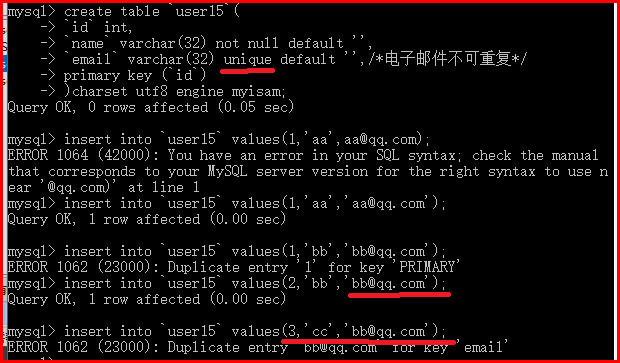 mysql> create table `user15`(
    -> `id` int,
    -> `name` varchar(32) not null default '',
    -> `email` varchar(32) unique default '',/*电子邮件不可重复*/
    -> primary key (`id`)
    -> )charset utf8 engine myisam;
Query OK, 0 rows affected (0.05 sec)
mysql> insert into `user15` values(1,'aa',aa@qq.com);
ERROR 1064 (42000): You have an error in your SQL syntax; check the manual
that corresponds to your MySQL server version for the right syntax to use n
ear '@qq.com)' at line 1
mysql> insert into `user15` values(1,'aa','aa@qq.com');
Query OK, 1 row affected (0.00 sec)
mysql> insert into `user15` values(1,'bb','bb@qq.com');
ERROR 1062 (23000): Duplicate entry '1' for key 'PRIMARY'
mysql> insert into `user15` values(2,'bb','bb@qq.com');
Query OK, 1 row affected (0.00 sec)
mysql> insert into `user15` values(3,'cc','bb@qq.com');
ERROR 1062 (23000): Duplicate entry 'bb@qq.com' for key 'email'